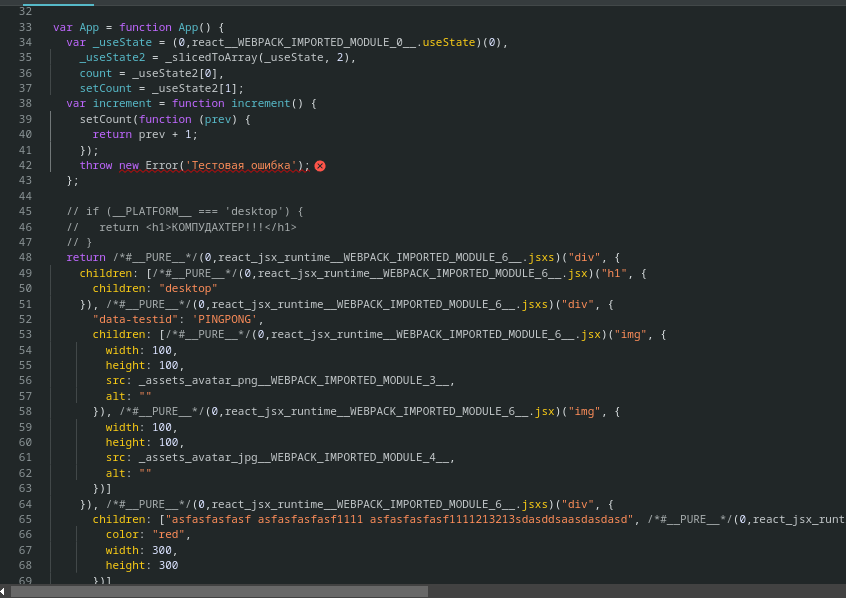 32
33 var App = function App() {
34   var _useState = (0,react__WEBPACK_IMPORTED_MODULE_0__.useState)(0),
35     _useState2 = _slicedToArray(_useState, 2),
36     count = _useState2[0],
37     setCount = _useState2[1];
38   var increment = function increment() {
39     setCount(function (prev) {
40       return prev + 1;
41     });
42     throw new Error('Тестовая ошибка');
43   };
44
45   // if (__PLATFORM__ === 'desktop') {
46   //   return <h1>КОМПУДАХТЕР!!!</h1>
47   // }
48   return /*#__PURE__*/(0,react_jsx_runtime__WEBPACK_IMPORTED_MODULE_6__.jsxs)("div", {
49     children: [/*#__PURE__*/(0,react_jsx_runtime__WEBPACK_IMPORTED_MODULE_6__.jsx)("h1", {
50       children: "desktop"
51     }), /*#__PURE__*/(0,react_jsx_runtime__WEBPACK_IMPORTED_MODULE_6__.jsxs)("div", {
52       "data-testid": 'PINGPONG',
53       children: [/*#__PURE__*/(0,react_jsx_runtime__WEBPACK_IMPORTED_MODULE_6__.jsx)("img", {
54         width: 100,
55         height: 100,
56         src: _assets_avatar_png__WEBPACK_IMPORTED_MODULE_3__,
57         alt: ""
58       }), /*#__PURE__*/(0,react_jsx_runtime__WEBPACK_IMPORTED_MODULE_6__.jsx)("img", {
59         width: 100,
60         height: 100,
61         src: _assets_avatar_jpg__WEBPACK_IMPORTED_MODULE_4__,
62         alt: ""
63       })]
64     }), /*#__PURE__*/(0,react_jsx_runtime__WEBPACK_IMPORTED_MODULE_6__.jsxs)("div", {
65       children: ["asfasfasfasf asfasfasfasf1111 asfasfasfasf1111213213sdasddsaasdasdasd", /*#__PURE__*/(0,react_jsx_runt
66         color: "red",
67         width: 300,
68         height: 300
69       })]